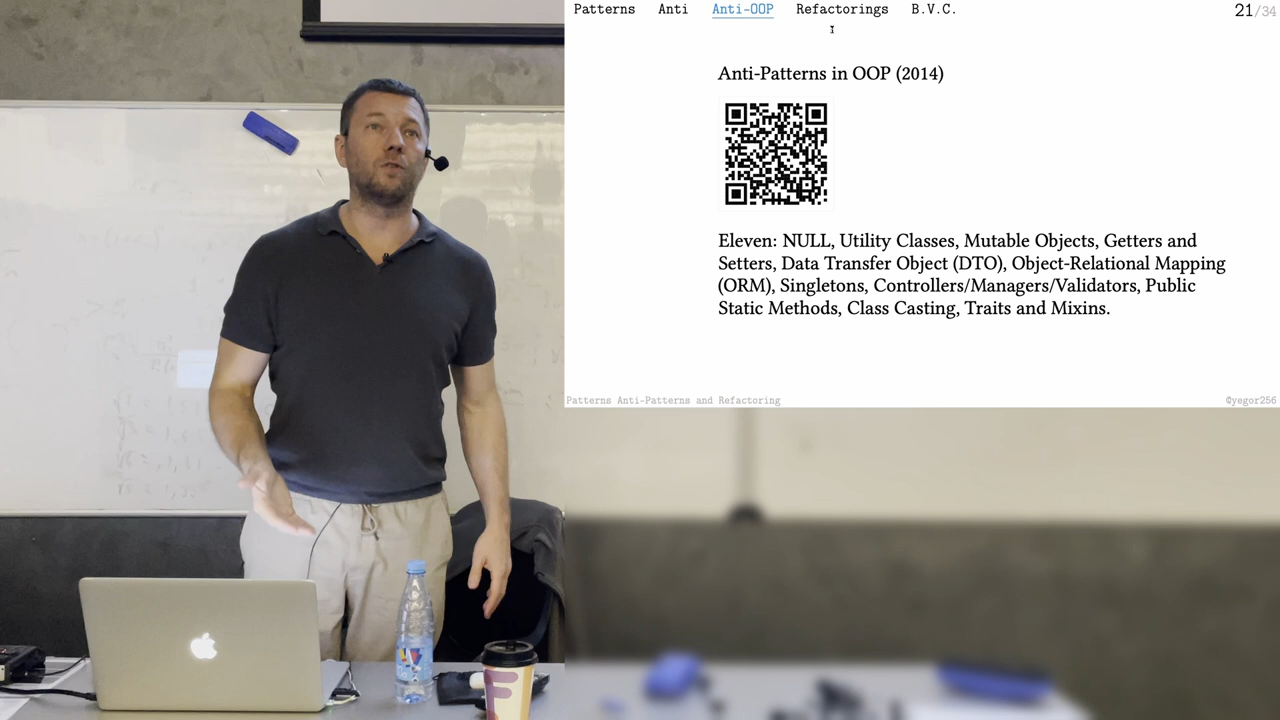 Patterns Anti Anti-OOP Refactorings B.V.C. 21/34
Anti-Patterns in OOP (2014)
Eleven: NULL, Utility Classes, Mutable Objects, Getters and
Setters, Data Transfer Object (DTO), Object-Relational Mapping
(ORM), Singletons, Controllers/Managers/Validators, Public
Static Methods, Class Casting, Traits and Mixins.
Patterns Anti-Patterns and Refactoring @yegor256